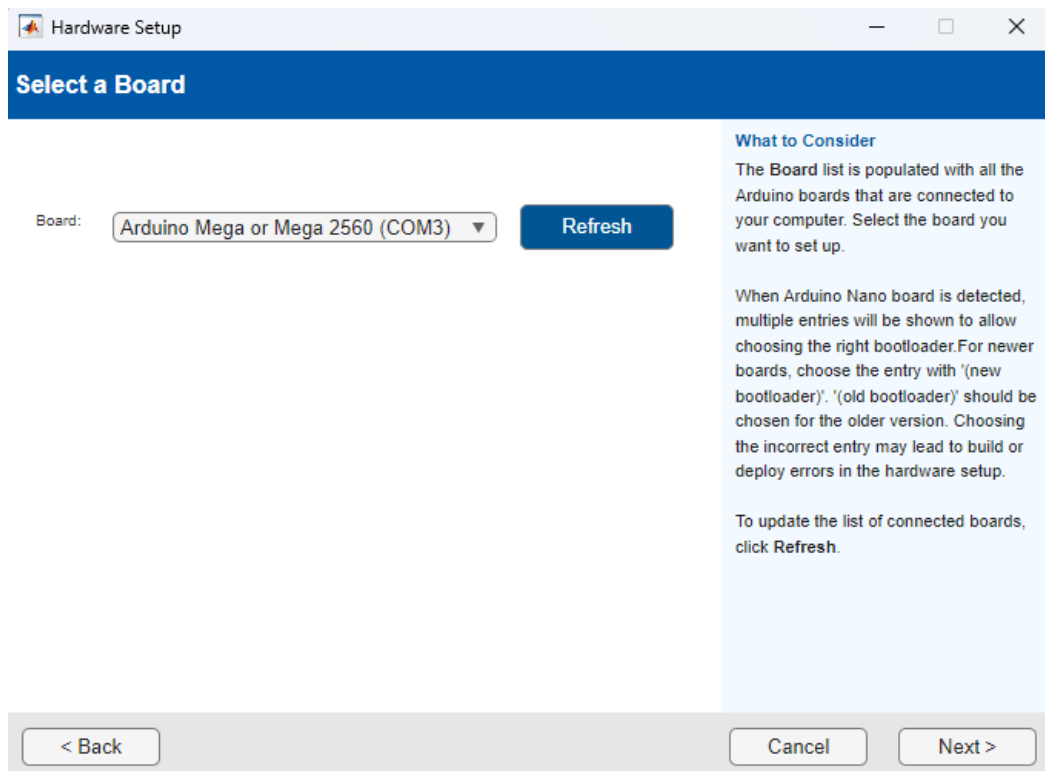 Hardware Setup
Select a Board
Board:
Arduino Mega or Mega 2560 (COM3)
Refresh
What to Consider
The Board list is populated with all the
Arduino boards that are connected to
your computer. Select the board you
want to set up.
When Arduino Nano board is detected,
multiple entries will be shown to allow
choosing the right bootloader.For newer
boards, choose the entry with '(new
bootloader)'. '(old bootloader)' should be
chosen for the older version. Choosing
the incorrect entry may lead to build or
deploy errors in the hardware setup.
To update the list of connected boards,
click Refresh.
< Back
Cancel
Next >